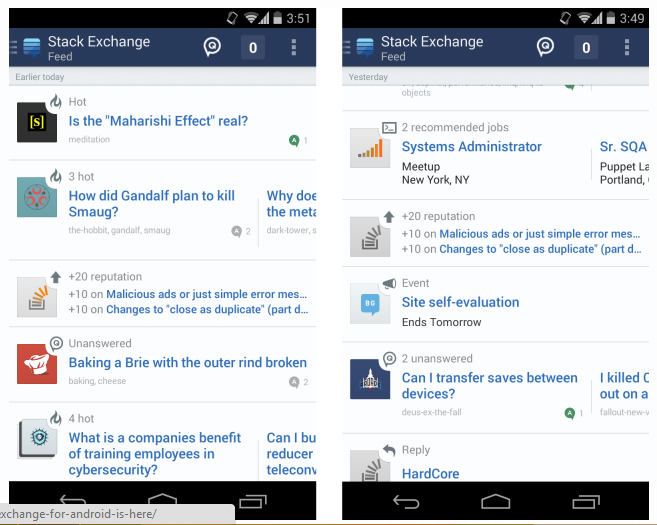 3:51
Stack Exchange
Feed
0
Earlier today
Hot
Is the "Maharishi Effect" real?
meditation
A 1
3 hot
How did Gandalf plan to kill
Smaug?
the-hobbit, gandalf, smaug
A 2
Why doe
the meta
dark-tower, s
+20 reputation
+10 on Malicious ads or just simple error mes...
+10 on Changes to "close as duplicate" (part d...
Unanswered
Baking a Brie with the outer rind broken
baking, cheese
A 2
4 hot
What is a companies benefit
of training employees in
cybersecurity?
Can I bu
reducer
teleconv
exchange-for-android-is-here/
3:49
Stack Exchange
Feed
0
Yesterday
objects
2 recommended jobs
Systems Administrator
Meetup
New York, NY
Sr. SQA
Puppet La
Portland,
+20 reputation
+10 on Malicious ads or just simple error mes...
+10 on Changes to "close as duplicate" (part d...
Event
BG
Site self-evaluation
Ends Tomorrow
2 unanswered
Can I transfer saves between
devices?
deus-ex-the-fall
A 1
I killed C
out on a
fallout-new-v
Reply
HardCore